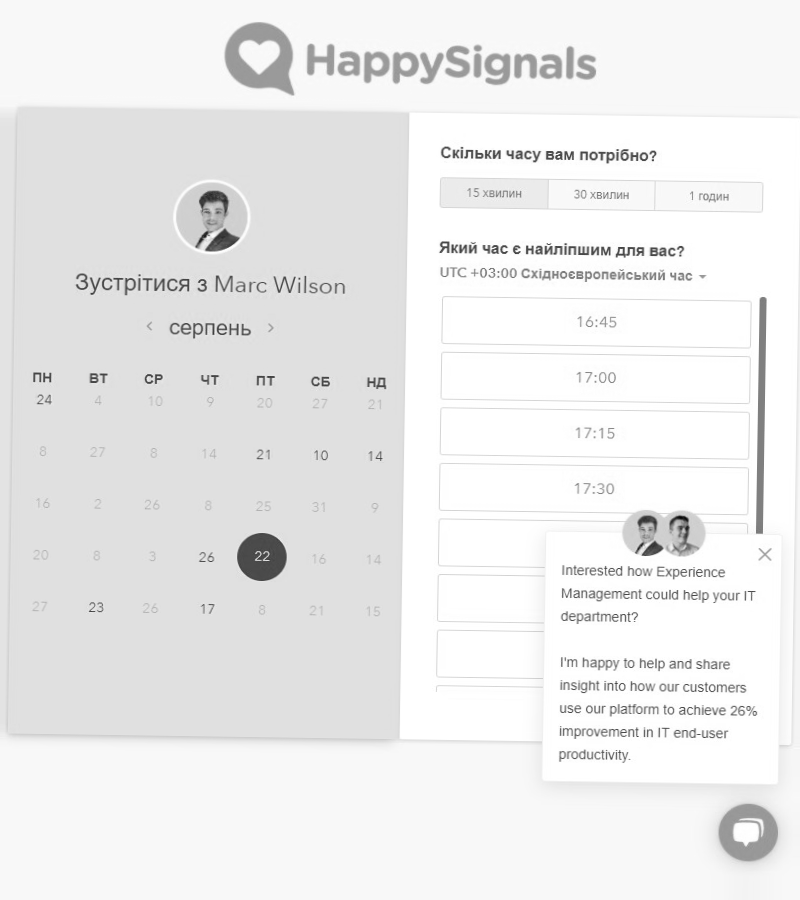 HappySignals
Зустрітися з Marc Wilson
серпень
ПН ВТ СР ЧТ ПТ СБ НД
24 4 10 9 20 27 21
8 27 8 14 21 10 14
16 2 26 8 25 31 9
20 8 3 26 22 16 14
27 23 26 17 8 21 15
Скільки часу вам потрібно?
15 хвилин 30 хвилин 1 годин
Який час є найліпшим для вас?
UTC +03:00 Східноєвропейський час
16:45
17:00
17:15
17:30
Interested how Experience
Management could help your IT
department?
I'm happy to help and share
insight into how our customers
use our platform to achieve 26%
improvement in IT end-user
productivity.